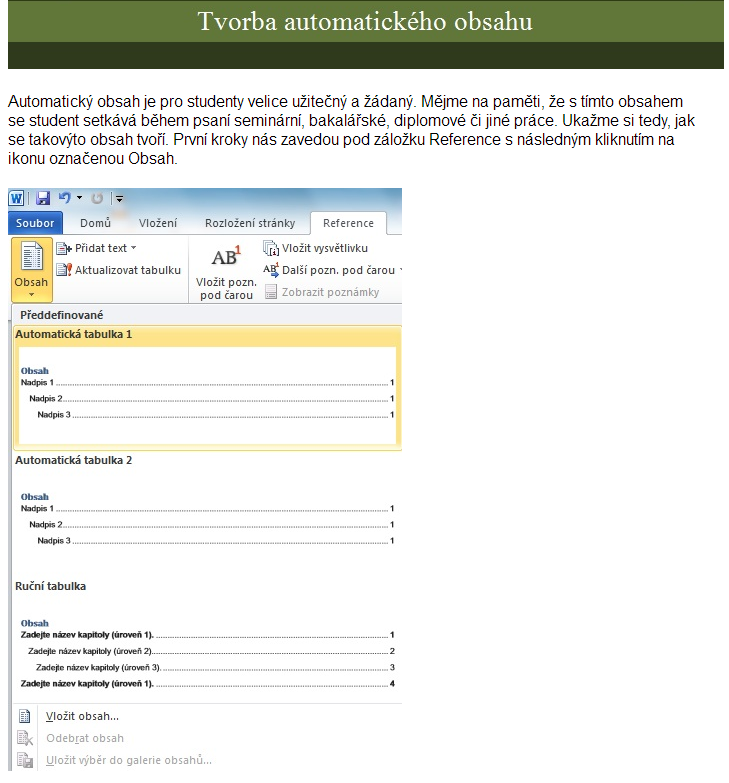 Tvorba automatického obsahu
Automatický obsah je pro studenty velice užitečný a žádaný. Mějme na paměti, že s tímto obsahem
se student setkává během psaní seminární, bakalářské, diplomové či jiné práce. Ukažme si tedy, jak
se takovýto obsah tvoří. První kroky nás zavedou pod záložku Reference s následným kliknutím na
ikonu označenou Obsah.
W
Soubor Domů Vložení Rozložení stránky Reference
Obsah
Přidat text
Aktualizovat tabulku
AB1
Vložit pozn.
pod čarou
Vložit vysvětlivku
Další pozn. pod čarou
Zobrazit poznámky
Předdefinované
Automatická tabulka 1
Obsah
Nadpis 1 ........ 1
Nadpis 2 ........ 1
Nadpis 3 ........ 1
Automatická tabulka 2
Obsah
Nadpis 1 ........ 1
Nadpis 2 ........ 1
Nadpis 3 ........ 1
Ruční tabulka
Obsah
Zadejte název kapitoly (úroveň 1). ........ 1
Zadejte název kapitoly (úroveň 2). ........ 2
Zadejte název kapitoly (úroveň 3). ........ 3
Zadejte název kapitoly (úroveň 1). ........ 4
Vložit obsah...
Odebrat obsah
Uložit výběr do galerie obsahů...